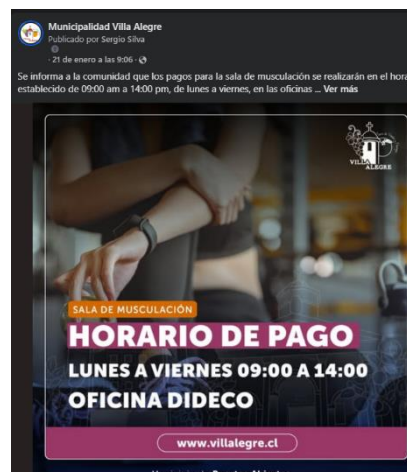 Municipalidad Villa Alegre
Publicado por Sergio Silva
· 21 de enero a las 9:06 ·
Se informa a la comunidad que los pagos para la sala de musculación se realizarán en el hora
establecido de 09:00 am a 14:00 pm, de lunes a viernes, en las oficinas ... Ver más
VILLA
ALEGRE
SALA DE MUSCULACIÓN
HORARIO DE PAGO
LUNES A VIERNES 09:00 A 14:00
OFICINA DIDECO
www.villalegre.cl